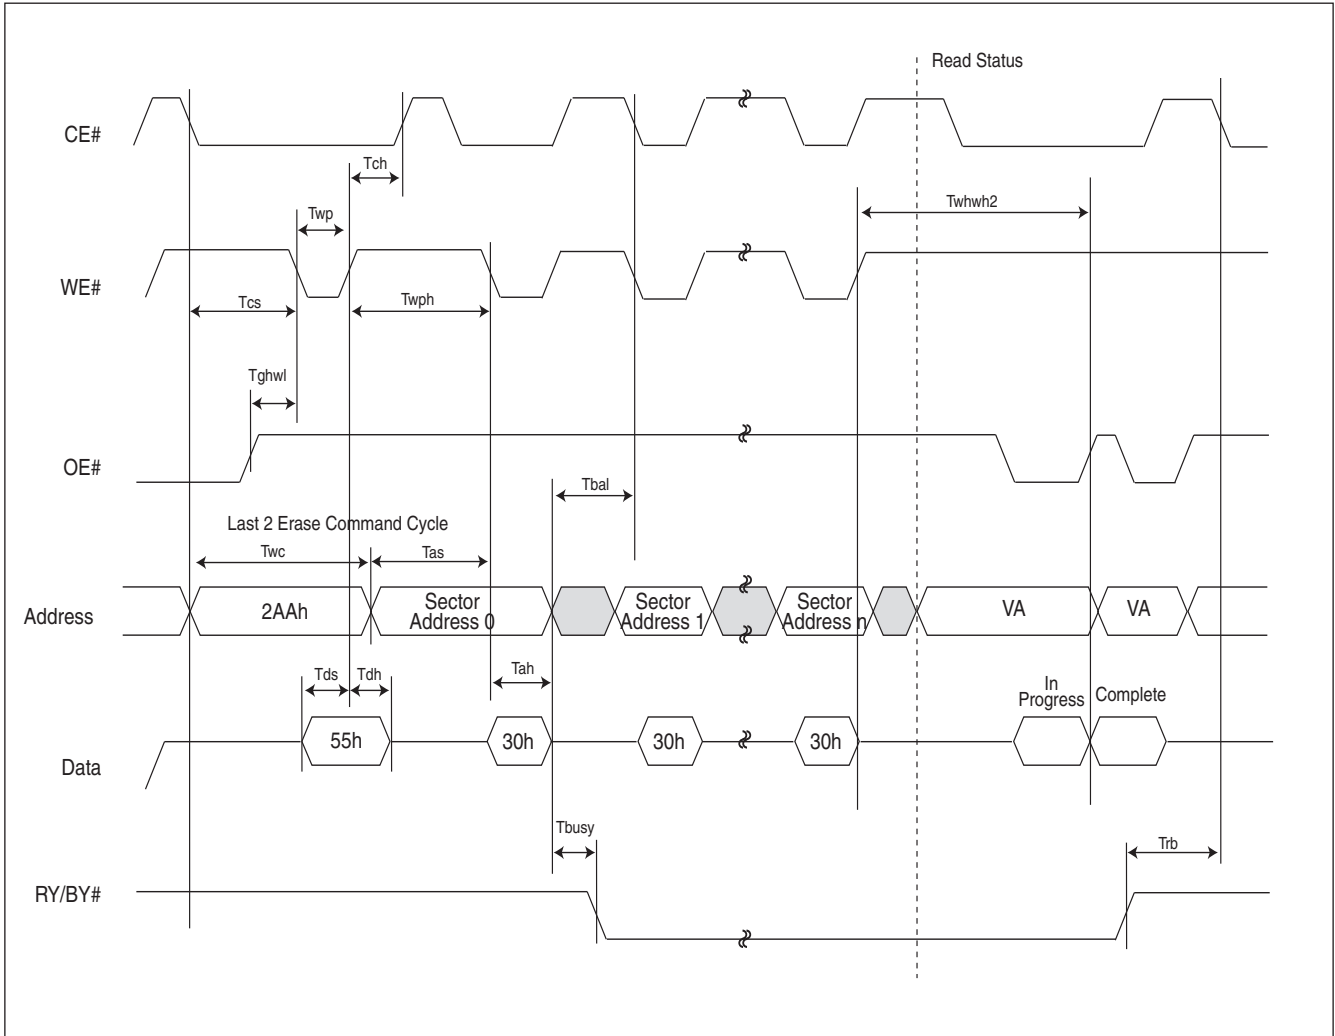 Read Status
CE#
Tch
Twhwh2
Twp
WE#
Tcs
Twph
Tghwl
OE#
Tbal
Last 2 Erase Command Cycle
Twc
Tas
Address
2AAh
Sector
Address 0
Sector
Address 1
Sector
Address n
VA
VA
Tds
Tdh
Tah
In
Progress
Complete
Data
55h
30h
30h
30h
Tbusy
Trb
RY/BY#